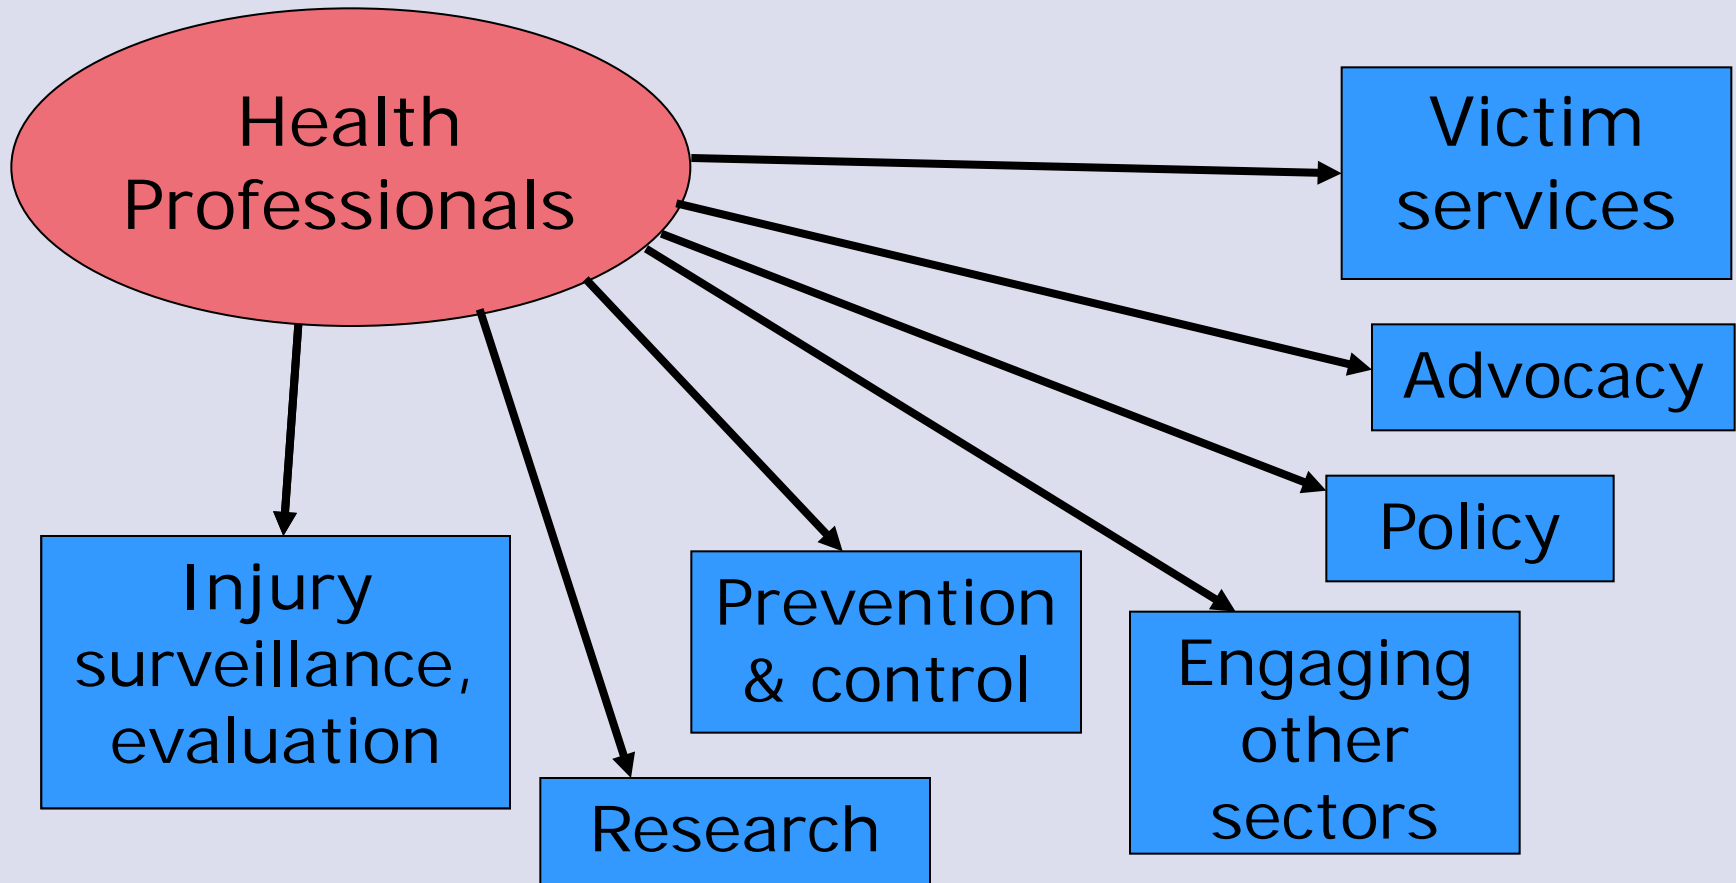 Health
Professionals
Victim
services
Advocacy
Policy
Engaging
other
sectors
Prevention
& control
Research
Injury
surveillance,
evaluation